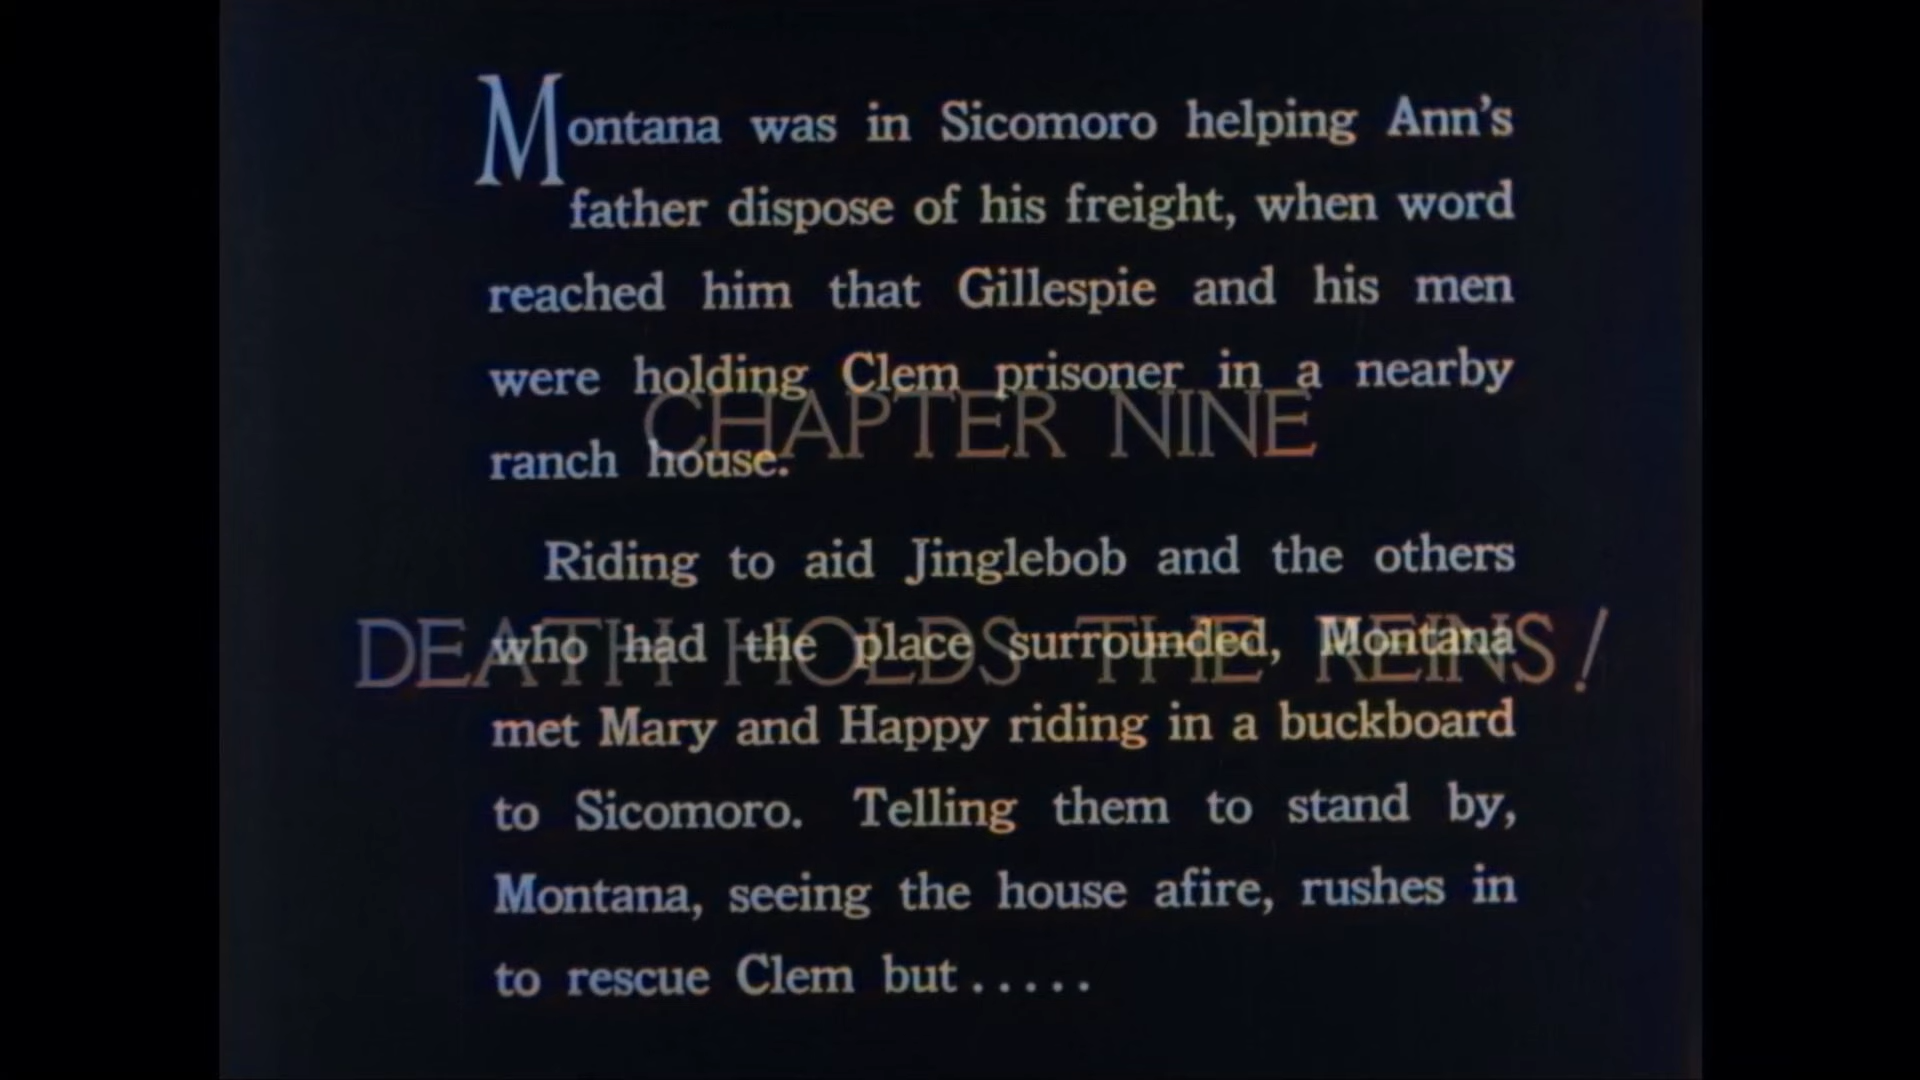 Montana was in Sicomoro helping Ann's
father dispose of his freight, when word
reached him that Gillespie and his men
were holding Clem prisoner in a nearby
CHAPTER NINE
ranch house.
Riding to aid Jinglebob and the others
who had the place surrounded, Montana
DEATH HOLDS THE REINS!
met Mary and Happy riding in a buckboard
to Sicomoro. Telling them to stand by,
Montana, seeing the house afire, rushes in
to rescue Clem but.....